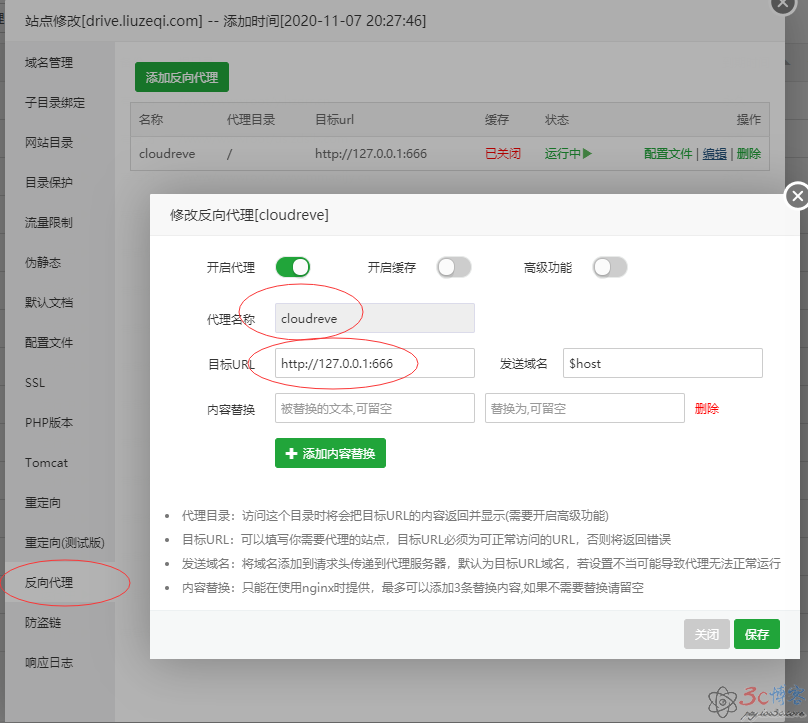 站点修改[drive.liuzeqi.com] -- 添加时间[2020-11-07 20:27:46]
域名管理
子目录绑定
网站目录
目录保护
流量限制
伪静态
默认文档
配置文件
SSL
PHP版本
Tomcat
重定向
重定向(测试版)
反向代理
防盗链
响应日志
添加反向代理
名称 代理目录 目标url 缓存 状态 操作
cloudreve / http://127.0.0.1:666 已关闭 运行中 配置文件 | 编辑 | 删除
修改反向代理[cloudreve]
开启代理 开启缓存 高级功能
代理名称 cloudreve
目标URL http://127.0.0.1:666 发送域名 $host
内容替换 被替换的文本,可留空 替换为,可留空 删除
添加内容替换
代理目录：访问这个目录时将会把目标URL的内容返回并显示(需要开启高级功能)
目标URL：可以填写你需要代理的站点，目标URL必须为可正常访问的URL，否则将返回错误
发送域名：将域名添加到请求头传递到代理服务器，默认为目标URL域名，若设置不当可能导致代理无法正常运行
内容替换：只能在使用nginx时提供，最多可以添加3条替换内容,如果不需要替换请留空
关闭 保存
3c博客